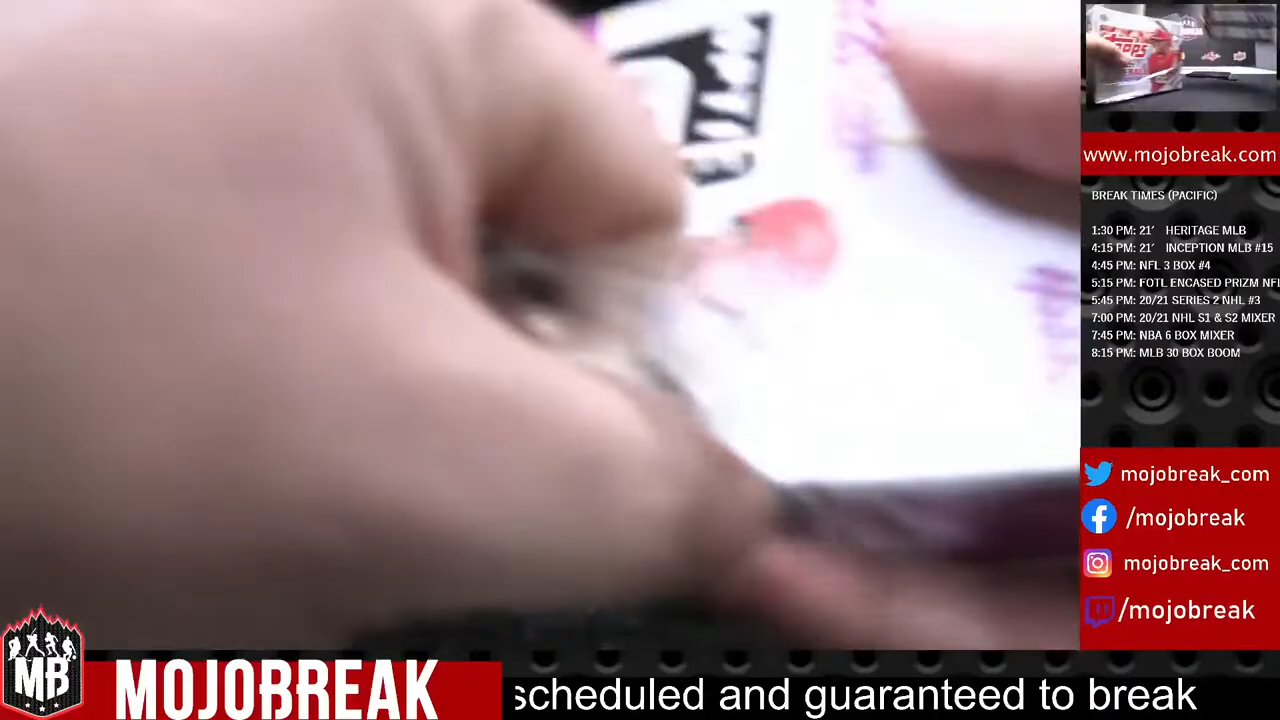 TOPPS
www.mojobreak.com
BREAK TIMES (PACIFIC)
1:30 PM: 21' HERITAGE MLB
4:15 PM: 21' INCEPTION MLB #15
4:45 PM: NFL 3 BOX #4
5:15 PM: FOTL ENCASED PRIZM NFL
5:45 PM: 20/21 SERIES 2 NHL #3
7:00 PM: 20/21 NHL S1 & S2 MIXER
7:45 PM: NBA 6 BOX MIXER
8:15 PM: MLB 30 BOX BOOM
mojobreak_com
/mojobreak
mojobreak_com
/mojobreak
MB
MOJOBREAK
scheduled and guaranteed to break